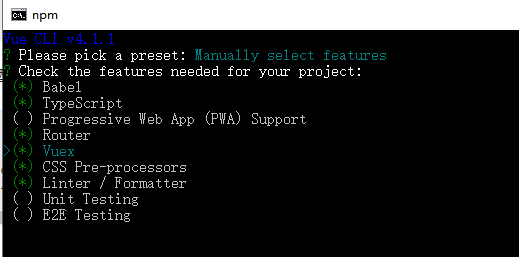 npm
Vue CLI v4.1.1
? Please pick a preset: Manually select features
? Check the features needed for your project:
(*) Babel
(*) TypeScript
( ) Progressive Web App (PWA) Support
(*) Router
>(*) Vuex
(*) CSS Pre-processors
(*) Linter / Formatter
( ) Unit Testing
( ) E2E Testing